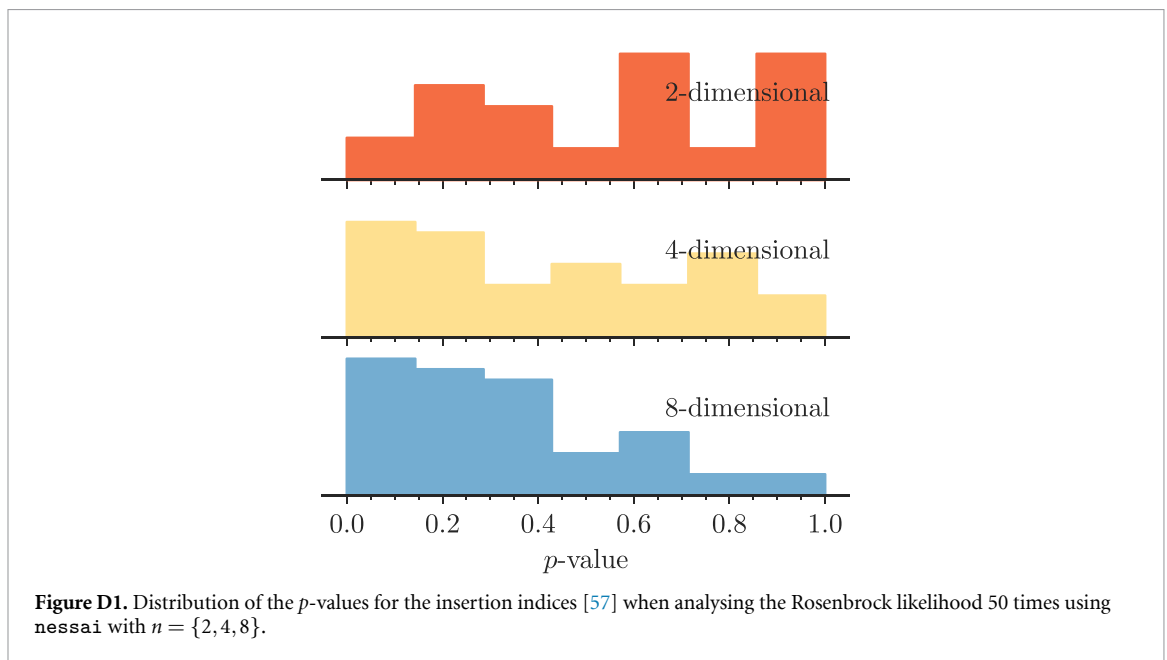 2-dimensional
4-dimensional
8-dimensional
0.0 0.2 0.4 0.6 0.8 1.0
p-value
Figure D1. Distribution of the p-values for the insertion indices [57] when analysing the Rosenbrock likelihood 50 times using
nessai with n = {2,4,8}.